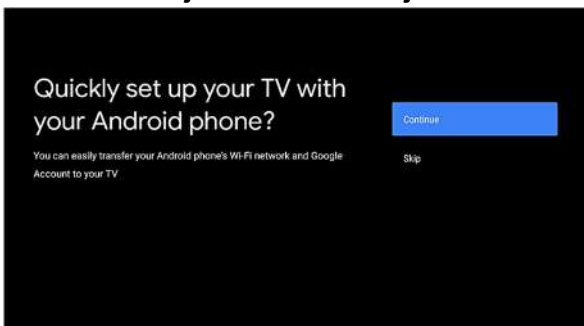 Quickly set up your TV with
your Android phone?
You can easily transfer your Android phone's Wi-Fi network and Google
Account to your TV
Continue
Skip